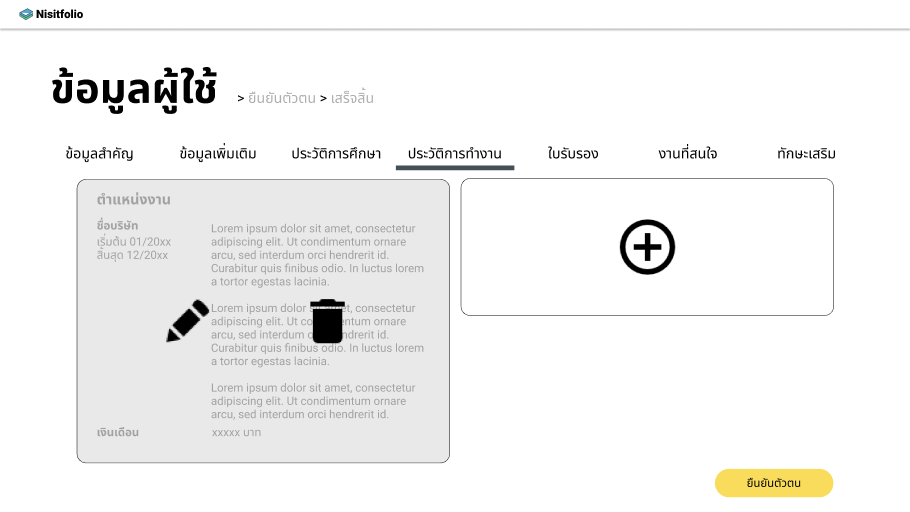 Nisitfolio
ข้อมูลผู้ใช้ > ยืนยันตัวตน > เสร็จสิ้น
ข้อมูลสำคัญ ข้อมูลเพิ่มเติม ประวัติการศึกษา ประวัติการทำงาน ใบรับรอง งานที่สนใจ ทักษะเสริม
ตำแหน่งงาน
ชื่อบริษัท
เริ่มต้น 01/20xx
สิ้นสุด 12/20xx
Lorem ipsum dolor sit amet, consectetur
adipiscing elit. Ut condimentum ornare
arcu, sed interdum orci hendrerit id.
Curabitur quis finibus odio. In luctus lorem
a tortor egestas lacinia.
Lorem ipsum dolor sit amet, consectetur
adipiscing elit. Ut condimentum ornare
arcu, sed interdum orci hendrerit id.
Curabitur quis finibus odio. In luctus lorem
a tortor egestas lacinia.
Lorem ipsum dolor sit amet, consectetur
adipiscing elit. Ut condimentum ornare
arcu, sed interdum orci hendrerit id.
เงินเดือน xxxxx บาท
ยืนยันตัวตน